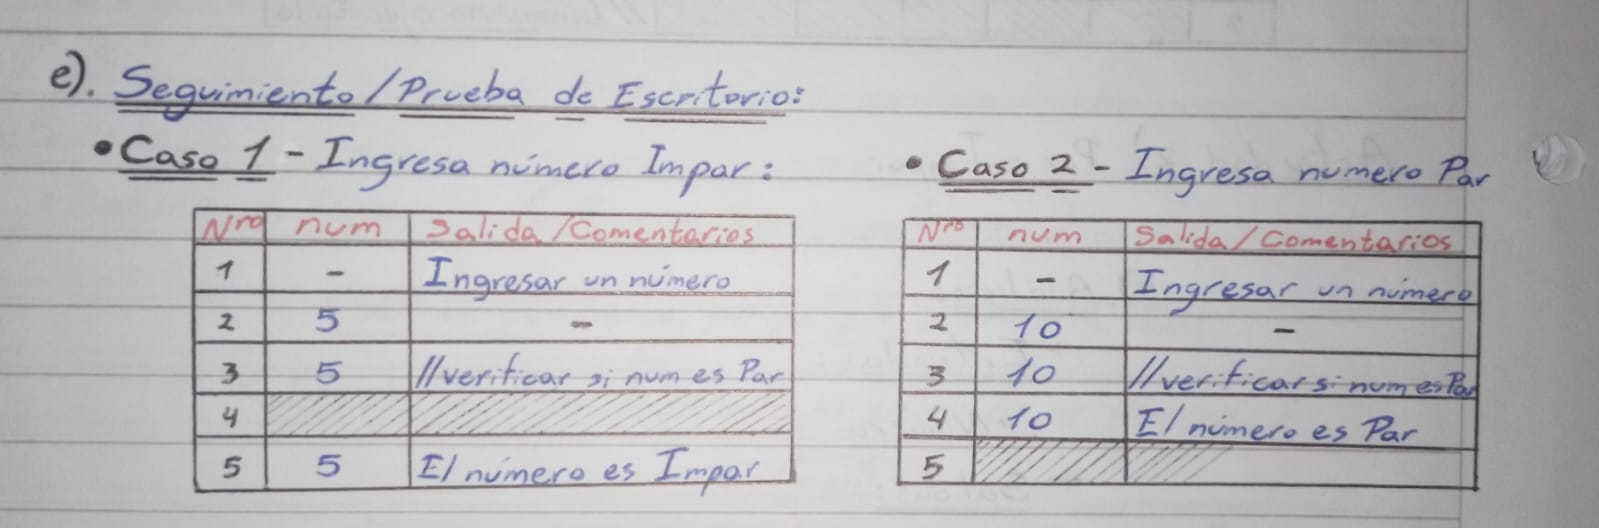 e). Seguimiento/Prueba de Escritorio:
• Caso 1 - Ingresa número Impar:
Nro num Salida/Comentarios
1 - Ingresar un número
2 5 -
3 5 //verificar si num es Par
4
5 5 El número es Impar
• Caso 2 - Ingresa numero Par
Nro num Salida/Comentarios
1 - Ingresar un número
2 10 -
3 10 //verificar si num es Par
4 10 El número es Par
5